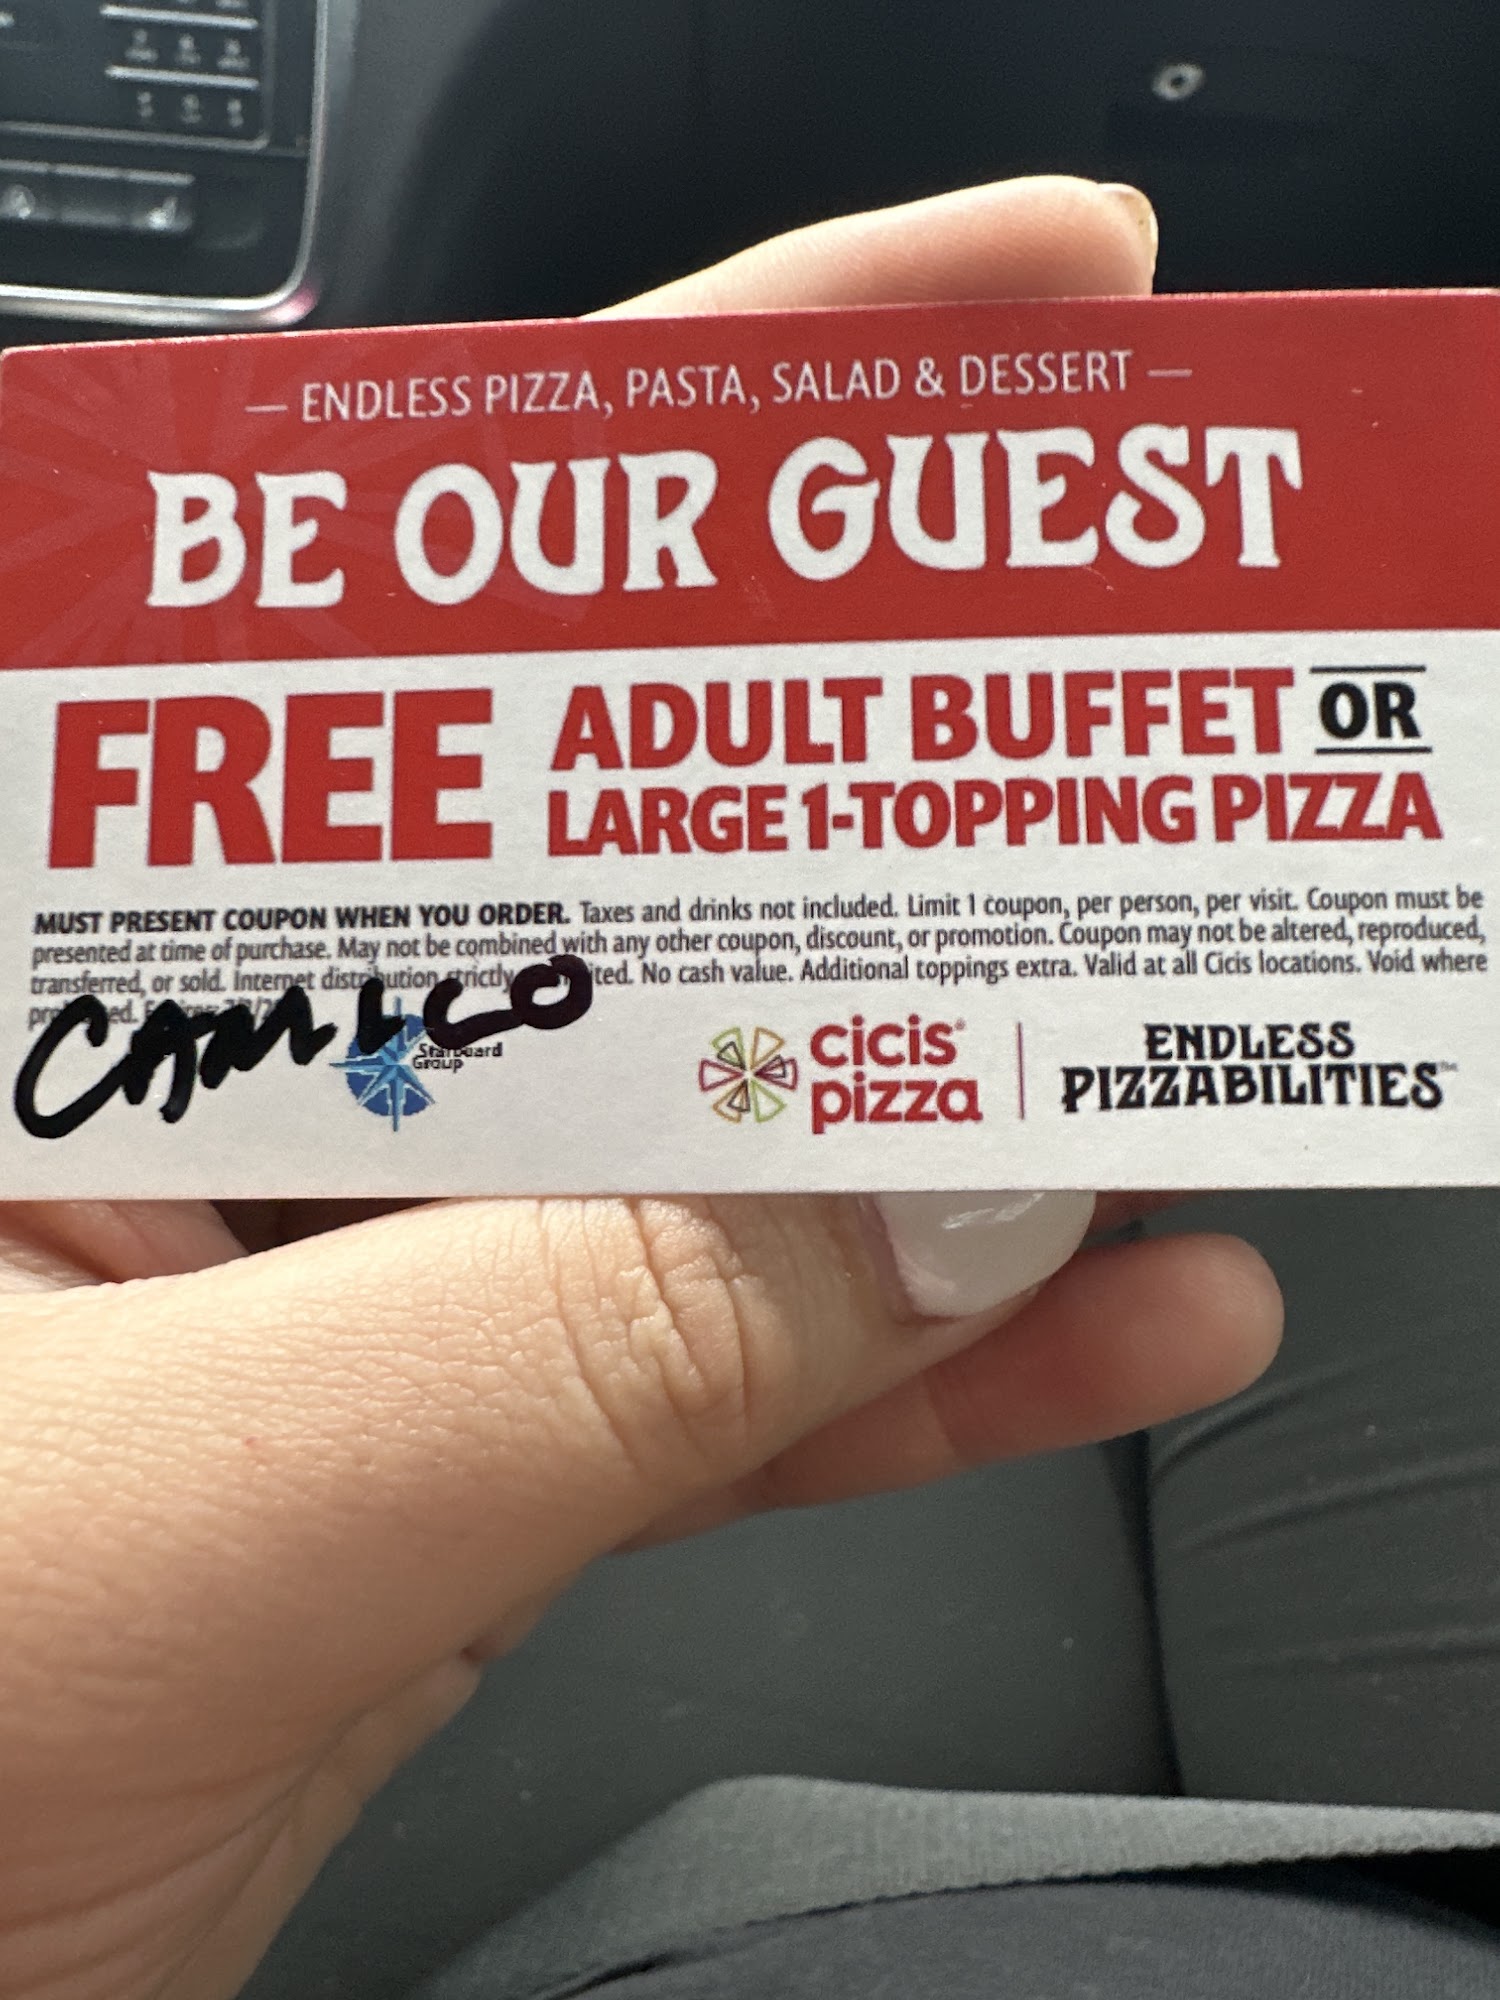 — ENDLESS PIZZA, PASTA, SALAD & DESSERT —
BE OUR GUEST
FREE ADULT BUFFET OR
LARGE 1-TOPPING PIZZA
MUST PRESENT COUPON WHEN YOU ORDER. Taxes and drinks not included. Limit 1 coupon, per person, per visit. Coupon must be
presented at time of purchase. May not be combined with any other coupon, discount, or promotion. Coupon may not be altered, reproduced,
transferred, or sold. Internet distribution strictly No cash value. Additional toppings extra. Valid at all Cicis locations. Void where
Starboard
Group
cicis
pizza
ENDLESS
PIZZABILITIES™